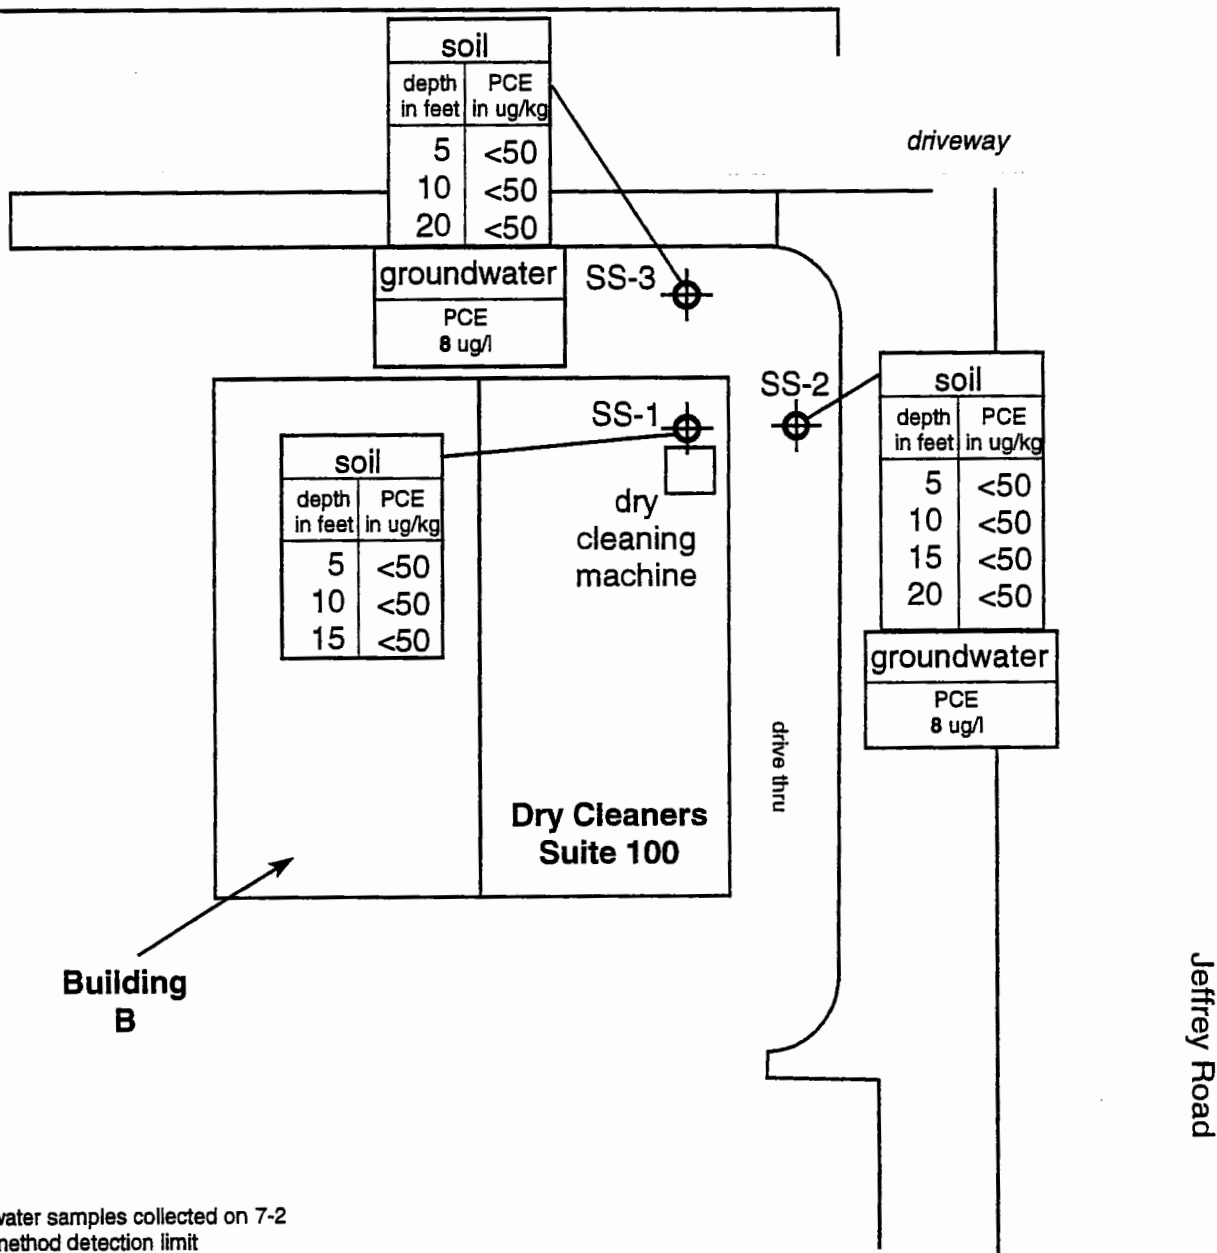 soil
depth PCE
in feet in ug/kg
5 <50
10 <50
20 <50
groundwater
PCE
8 ug/l
driveway
SS-3
SS-2
soil
depth PCE
in feet in ug/kg
5 <50
10 <50
15 <50
20 <50
groundwater
PCE
8 ug/l
SS-1
soil
depth PCE
in feet in ug/kg
5 <50
10 <50
15 <50
dry
cleaning
machine
drive thru
Dry Cleaners
Suite 100
Building
B
Jeffrey Road
water samples collected on 7-2
method detection limit